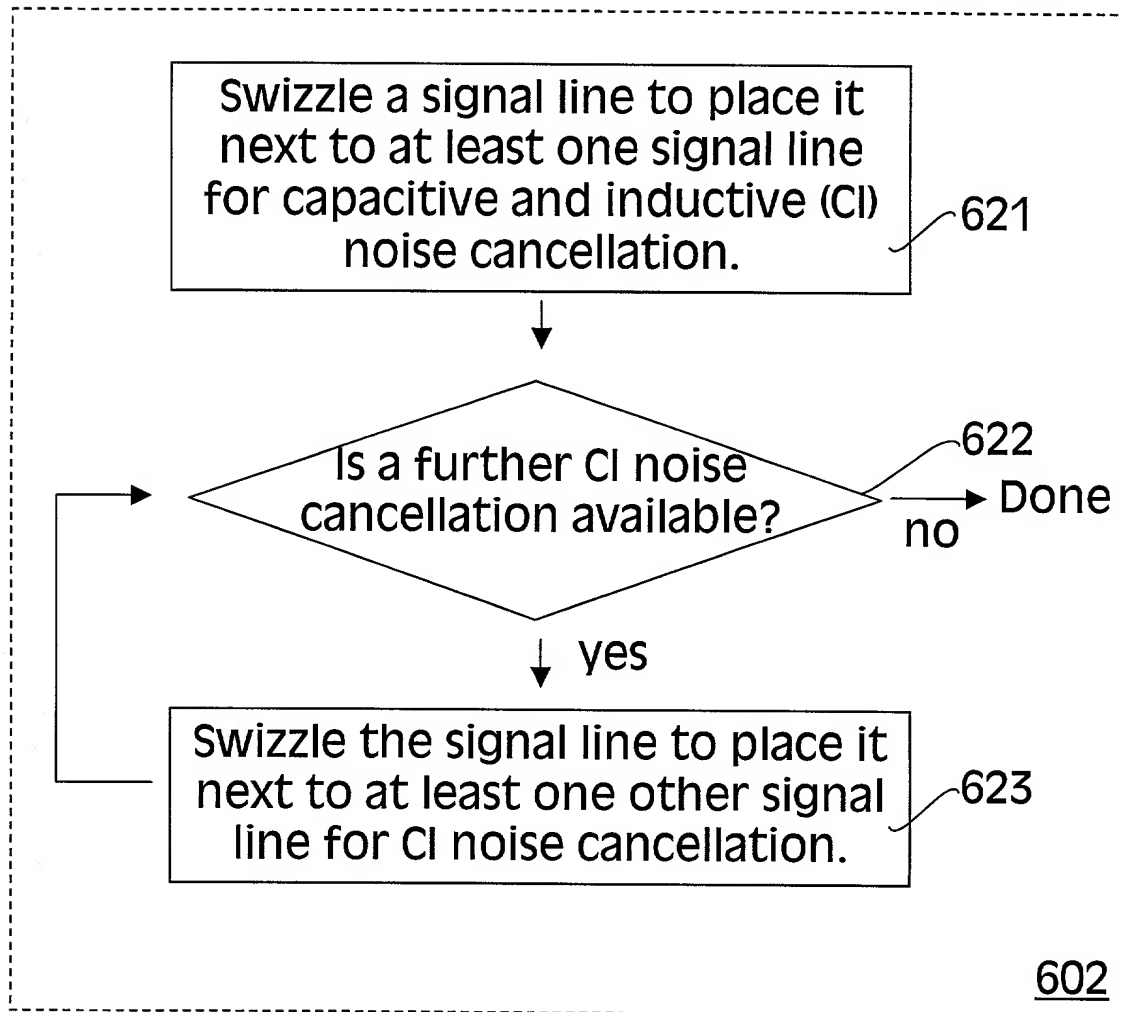 Swizzle a signal line to place it
next to at least one signal line
for capacitive and inductive (CI)
noise cancellation.
621
Is a further CI noise
cancellation available?
622
no
Done
yes
Swizzle the signal line to place it
next to at least one other signal
line for CI noise cancellation.
623
602